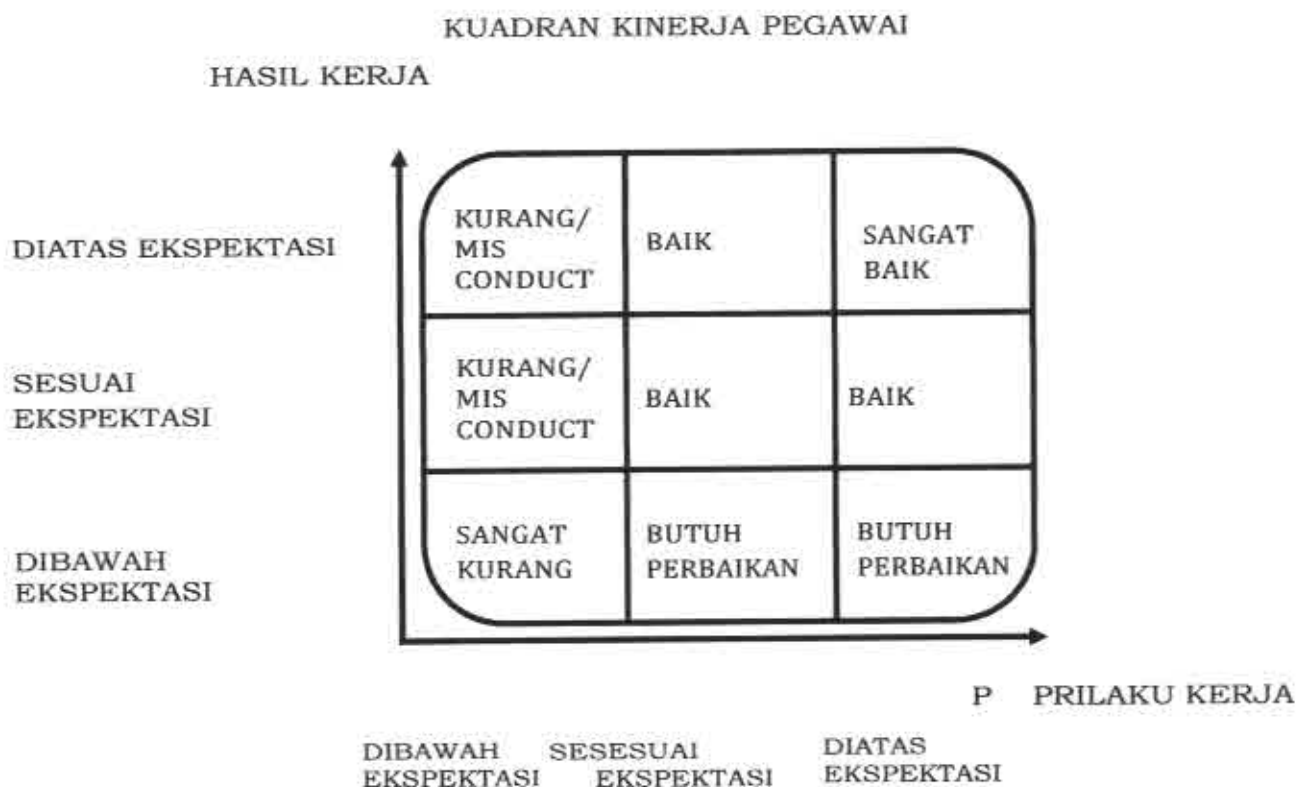 KUADRAN KINERJA PEGAWAI
HASIL KERJA
DIATAS EKSPEKTASI
KURANG/
MIS
CONDUCT
BAIK
SANGAT
BAIK
SESUAI
EKSPEKTASI
KURANG/
MIS
CONDUCT
BAIK
BAIK
DIBAWAH
EKSPEKTASI
SANGAT
KURANG
BUTUH
PERBAIKAN
BUTUH
PERBAIKAN
P PRILAKU KERJA
DIBAWAH
EKSPEKTASI
SESESUAI
EKSPEKTASI
DIATAS
EKSPEKTASI